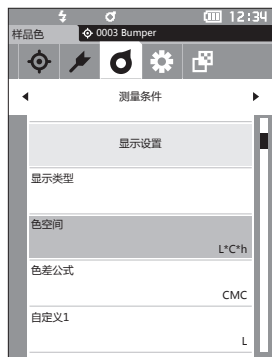 12:34
样品色 0003 Bumper
测量条件
显示设置
显示类型
色空间
L*C*h
色差公式
CMC
自定义1
L